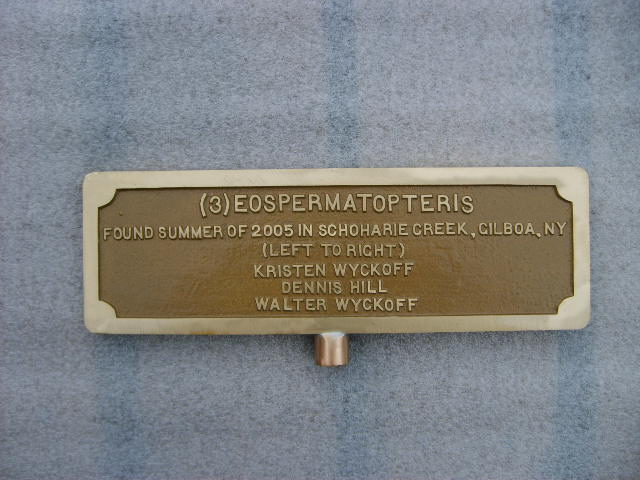 (3) EOSPERMATOPTERIS
FOUND SUMMER OF 2005 IN SCHOHARIE CREEK, GILBOA, NY
(LEFT TO RIGHT)
KRISTEN WYCKOFF
DENNIS HILL
WALTER WYCKOFF